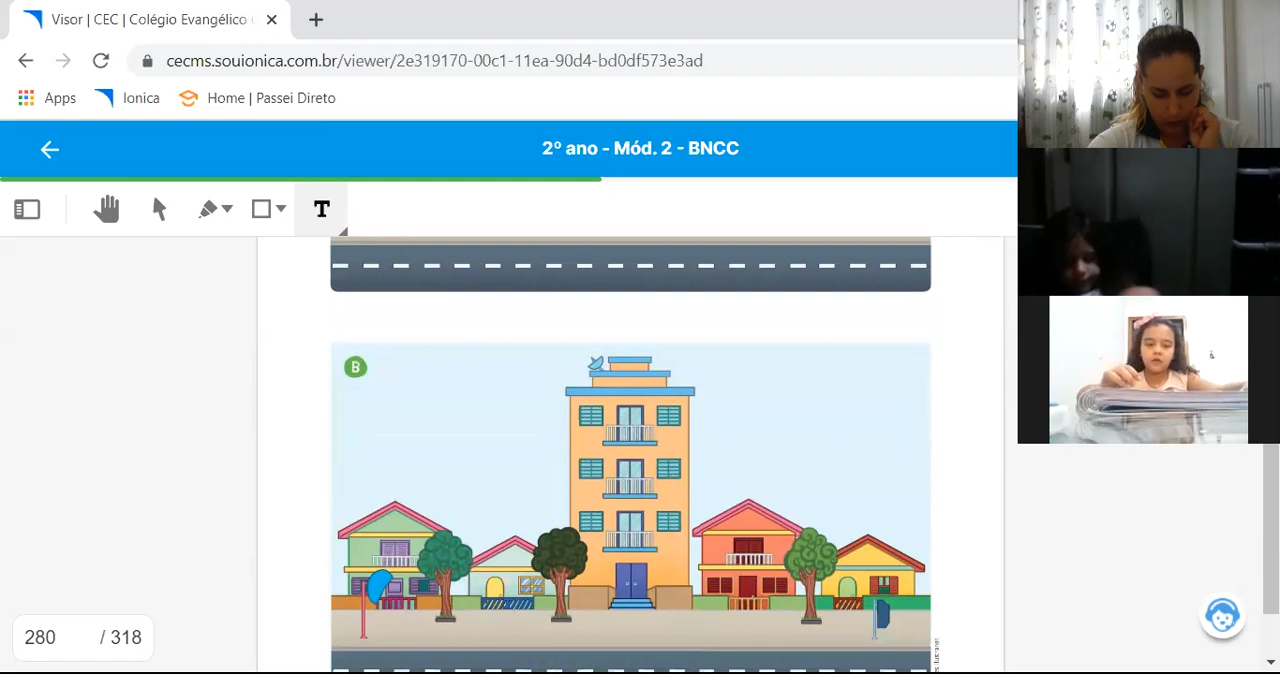 Visor | CEC | Colégio Evangélico
cecms.souionica.com.br/viewer/2e319170-00c1-11ea-90d4-bd0df573e3ad
Apps Ionica Home | Passei Direto
2º ano - Mód. 2 - BNCC
T
B
280 / 318